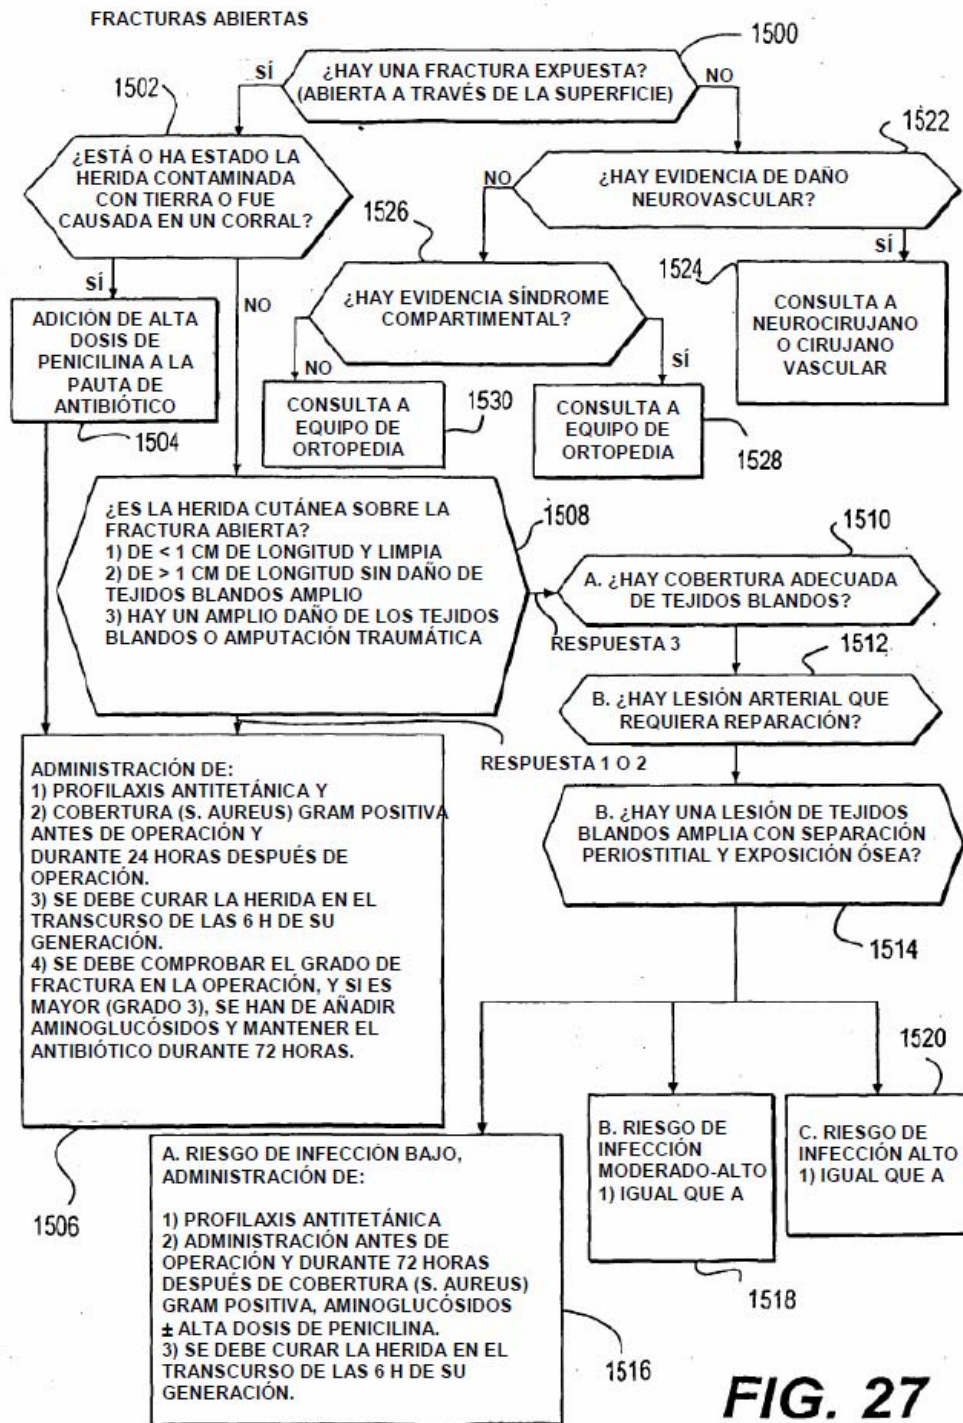 FRACTURAS ABIERTAS
1500
¿HAY UNA FRACTURA EXPUESTA?
(ABIERTA A TRAVÉS DE LA SUPERFICIE)
SÍ
NO
1502
¿ESTÁ O HA ESTADO LA
HERIDA CONTAMINADA
CON TIERRA O FUE
CAUSADA EN UN CORRAL?
1522
¿HAY EVIDENCIA DE DAÑO
NEUROVASCULAR?
NO
SÍ
1526
¿HAY EVIDENCIA SÍNDROME
COMPARTIMENTAL?
1524
CONSULTA A
NEUROCIRUJANO
O CIRUJANO
VASCULAR
SÍ
NO
ADICIÓN DE ALTA
DOSIS DE
PENICILINA A LA
PAUTA DE
ANTIBIÓTICO
1504
NO
SÍ
CONSULTA A
EQUIPO DE
ORTOPEDIA
1530
CONSULTA A
EQUIPO DE
ORTOPEDIA
1528
¿ES LA HERIDA CUTÁNEA SOBRE LA
FRACTURA ABIERTA?
1) DE < 1 CM DE LONGITUD Y LIMPIA
2) DE > 1 CM DE LONGITUD SIN DAÑO DE
TEJIDOS BLANDOS AMPLIO
3) HAY UN AMPLIO DAÑO DE LOS TEJIDOS
BLANDOS O AMPUTACIÓN TRAUMÁTICA
1508
1510
A. ¿HAY COBERTURA ADECUADA
DE TEJIDOS BLANDOS?
RESPUESTA 3
1512
B. ¿HAY LESIÓN ARTERIAL QUE
REQUIERA REPARACIÓN?
RESPUESTA 1 O 2
B. ¿HAY UNA LESIÓN DE TEJIDOS
BLANDOS AMPLIA CON SEPARACIÓN
PERIOSTITIAL Y EXPOSICIÓN ÓSEA?
1514
ADMINISTRACIÓN DE:
1) PROFILAXIS ANTITETÁNICA Y
2) COBERTURA (S. AUREUS) GRAM POSITIVA
ANTES DE OPERACIÓN Y
DURANTE 24 HORAS DESPUÉS DE
OPERACIÓN.
3) SE DEBE CURAR LA HERIDA EN EL
TRANSCURSO DE LAS 6 H DE SU
GENERACIÓN.
4) SE DEBE COMPROBAR EL GRADO DE
FRACTURA EN LA OPERACIÓN, Y SI ES
MAYOR (GRADO 3), SE HAN DE AÑADIR
AMINOGLUCÓSIDOS Y MANTENER EL
ANTIBIÓTICO DURANTE 72 HORAS.
1506
A. RIESGO DE INFECCIÓN BAJO,
ADMINISTRACIÓN DE:
1) PROFILAXIS ANTITETÁNICA
2) ADMINISTRACIÓN ANTES DE
OPERACIÓN Y DURANTE 72 HORAS
DESPUÉS DE COBERTURA (S. AUREUS)
GRAM POSITIVA, AMINOGLUCÓSIDOS
± ALTA DOSIS DE PENICILINA.
3) SE DEBE CURAR LA HERIDA EN EL
TRANSCURSO DE LAS 6 H DE SU
GENERACIÓN.
1516
B. RIESGO DE
INFECCIÓN
MODERADO-ALTO
1) IGUAL QUE A
1518
1520
C. RIESGO DE
INFECCIÓN ALTO
1) IGUAL QUE A
FIG. 27